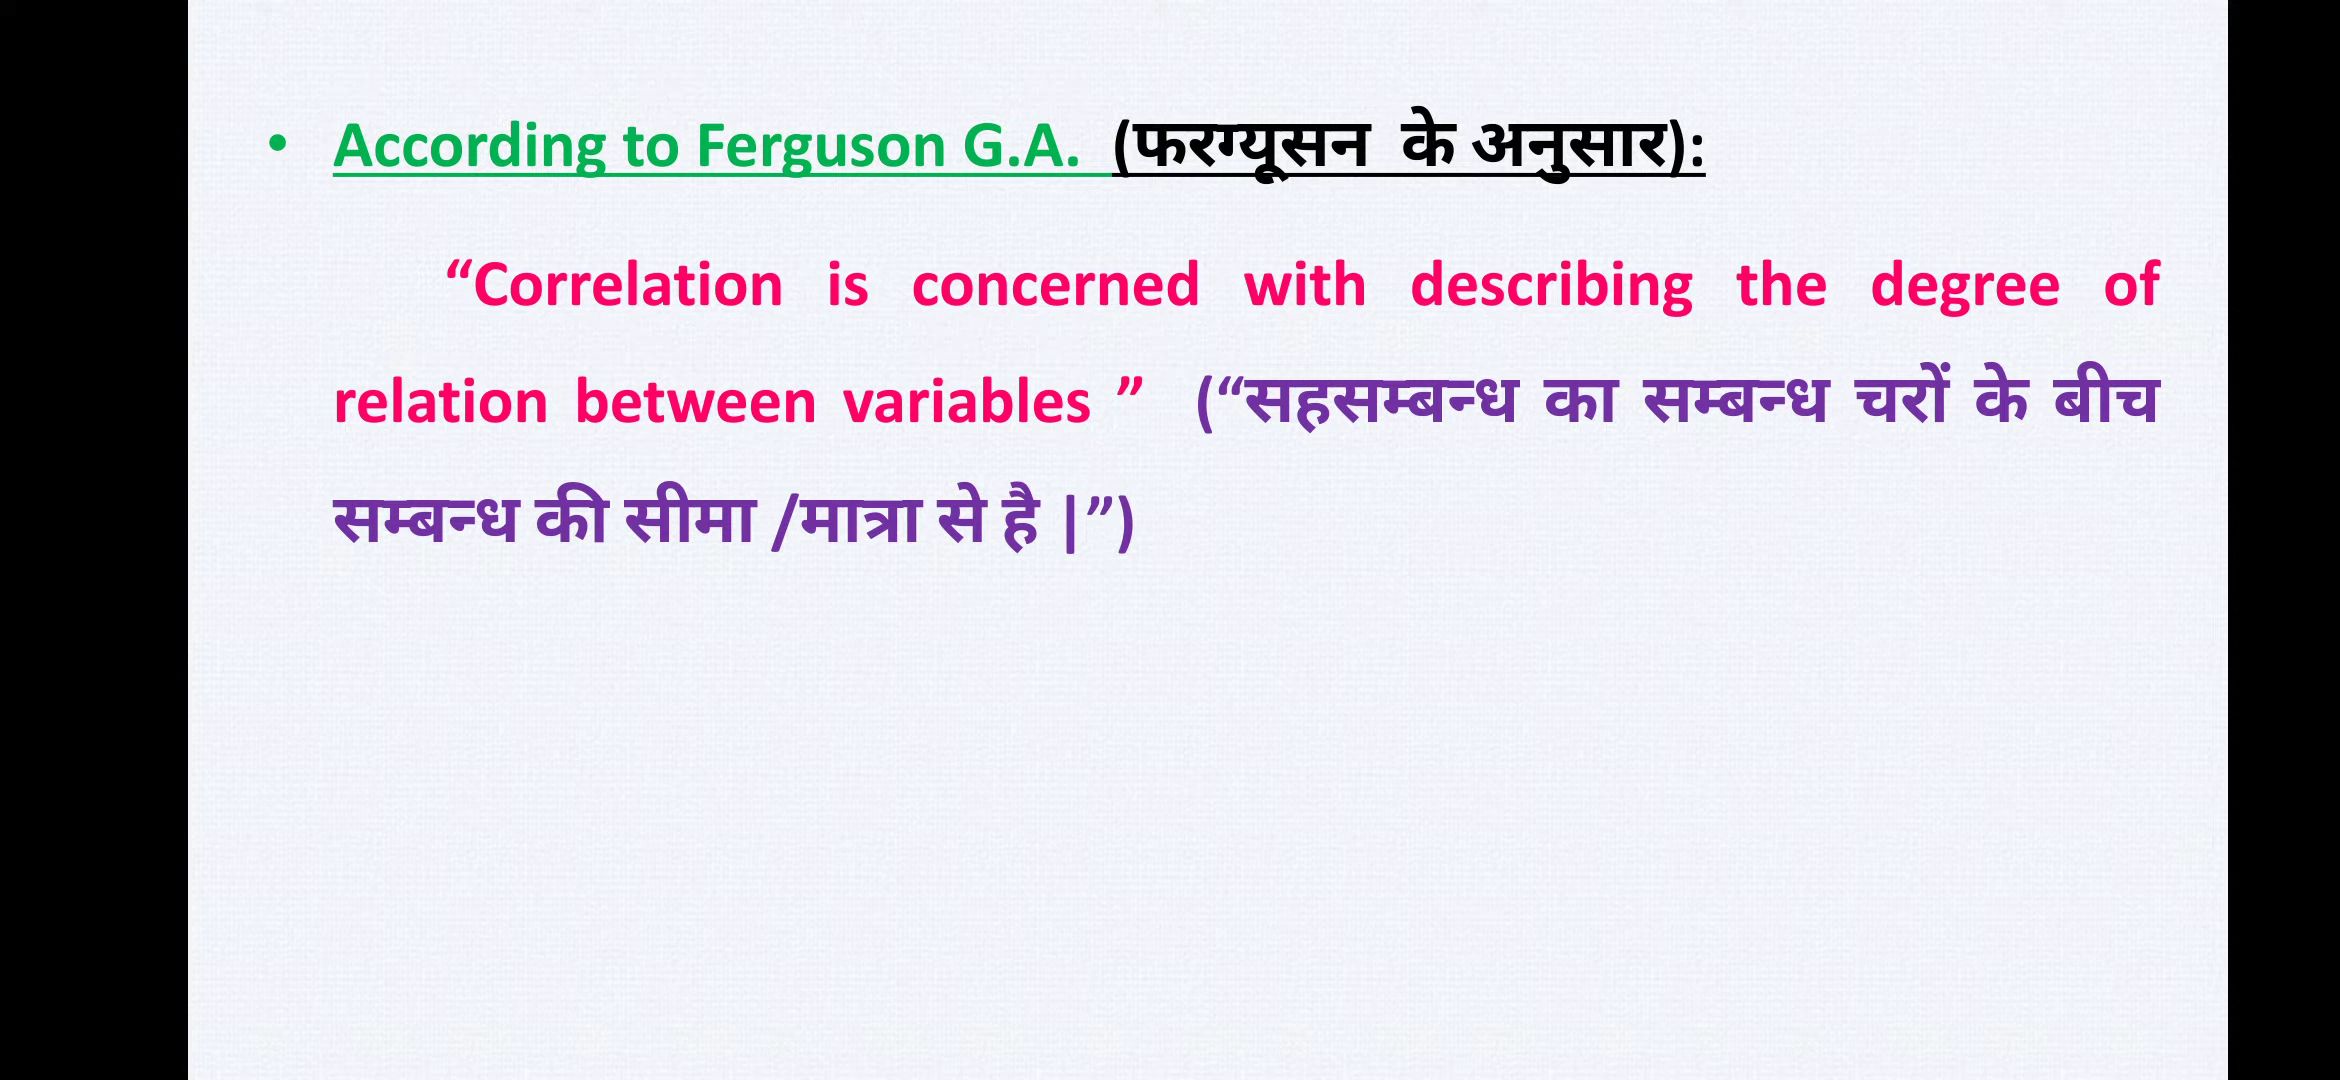 • According to Ferguson G.A. (फरग्यूसन के अनुसार):
“Correlation is concerned with describing the degree of
relation between variables ” (“सहसम्बन्ध का सम्बन्ध चरों के बीच
सम्बन्ध की सीमा /मात्रा से है |”)